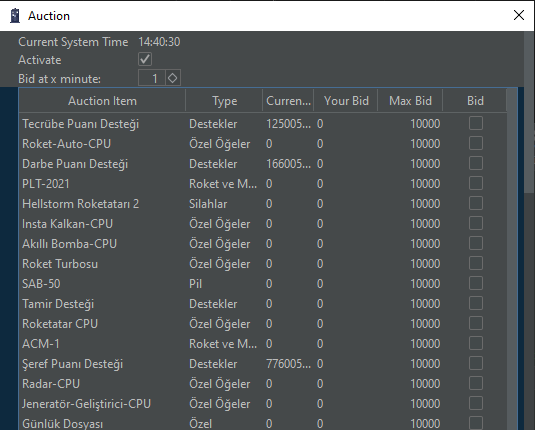 Auction
Current System Time 14:40:30
Activate
Bid at x minute: 1
Auction Item Type Curren... Your Bid Max Bid Bid
Tecrübe Puanı Desteği Destekler 125005... 0 10000
Roket-Auto-CPU Özel Öğeler 0 0 10000
Darbe Puanı Desteği Destekler 166005... 0 10000
PLT-2021 Roket ve M... 0 0 10000
Hellstorm Roketatarı 2 Silahlar 0 0 10000
Insta Kalkan-CPU Özel Öğeler 0 0 10000
Akıllı Bomba-CPU Özel Öğeler 0 0 10000
Roket Turbosu Özel Öğeler 0 0 10000
SAB-50 Pil 0 0 10000
Tamir Desteği Destekler 0 0 10000
Roketatar CPU Özel Öğeler 0 0 10000
ACM-1 Roket ve M... 0 0 10000
Şeref Puanı Desteği Destekler 776005... 0 10000
Radar-CPU Özel Öğeler 0 0 10000
Jeneratör-Geliştirici-CPU Özel Öğeler 0 0 10000
Günlük Dosyası Özel 0 0 10000